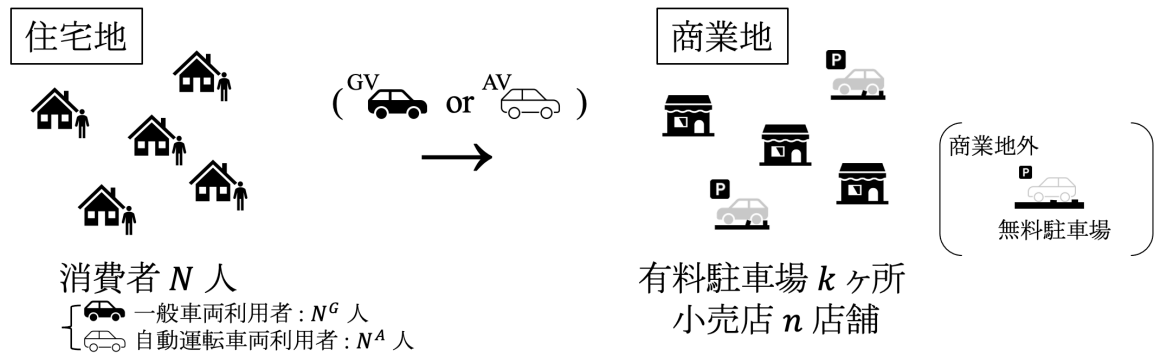 住宅地
商業地
( GV or AV )
P
P
商業地外
P
無料駐車場
消費者 N 人
一般車両利用者 : Nᴳ 人
自動運転車両利用者 : Nᴬ 人
有料駐車場 k ヶ所
小売店 n 店舗